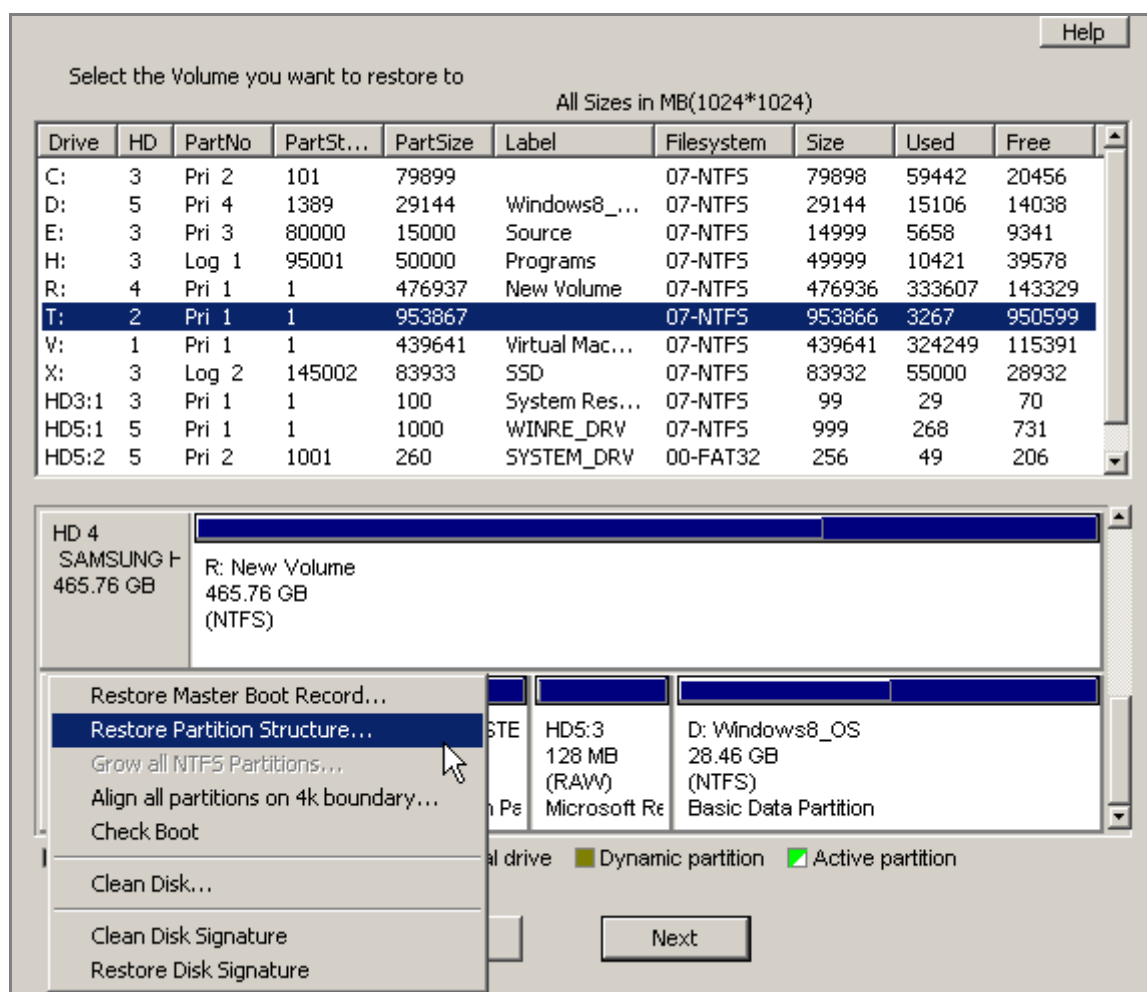 Help
Select the Volume you want to restore to
All Sizes in MB(1024*1024)
Drive HD PartNo PartSt... PartSize Label Filesystem Size Used Free
C: 3 Pri 2 101 79899 07-NTFS 79898 59442 20456
D: 5 Pri 4 1389 29144 Windows8_... 07-NTFS 29144 15106 14038
E: 3 Pri 3 80000 15000 Source 07-NTFS 14999 5658 9341
H: 3 Log 1 95001 50000 Programs 07-NTFS 49999 10421 39578
R: 4 Pri 1 1 476937 New Volume 07-NTFS 476936 333607 143329
T: 2 Pri 1 1 953867 07-NTFS 953866 3267 950599
V: 1 Pri 1 1 439641 Virtual Mac... 07-NTFS 439641 324249 115391
X: 3 Log 2 145002 83933 SSD 07-NTFS 83932 55000 28932
HD3:1 3 Pri 1 1 100 System Res... 07-NTFS 99 29 70
HD5:1 5 Pri 1 1 1000 WINRE_DRV 07-NTFS 999 268 731
HD5:2 5 Pri 2 1001 260 SYSTEM_DRV 00-FAT32 256 49 206
HD 4
SAMSUNG H
465.76 GB
R: New Volume
465.76 GB
(NTFS)
Restore Master Boot Record...
Restore Partition Structure...
Grow all NTFS Partitions...
Align all partitions on 4k boundary...
Check Boot
Clean Disk...
Clean Disk Signature
Restore Disk Signature
STE
Pa
HD5:3
128 MB
(RAW)
Microsoft Re
D: Windows8_OS
28.46 GB
(NTFS)
Basic Data Partition
al drive Dynamic partition Active partition
Next